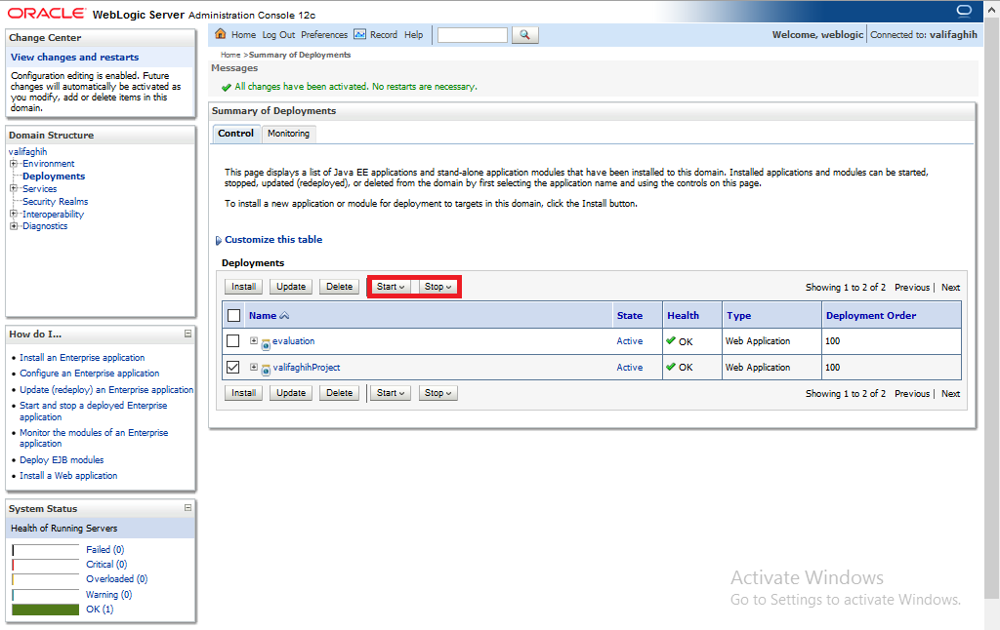 ORACLE® WebLogic Server Administration Console 12c
Change Center
View changes and restarts
Configuration editing is enabled. Future
changes will automatically be activated as
you modify, add or delete items in this
domain.
Domain Structure
valifaghih
Environment
Deployments
Services
Security Realms
Interoperability
Diagnostics
How do I...
Install an Enterprise application
Configure an Enterprise application
Update (redeploy) an Enterprise application
Start and stop a deployed Enterprise
application
Monitor the modules of an Enterprise
application
Deploy EJB modules
Install a Web application
System Status
Health of Running Servers
Failed (0)
Critical (0)
Overloaded (0)
Warning (0)
OK (1)
Home Log Out Preferences Record Help
Welcome, weblogic Connected to: valifaghih
Home >Summary of Deployments
Messages
All changes have been activated. No restarts are necessary.
Summary of Deployments
Control Monitoring
This page displays a list of Java EE applications and stand-alone application modules that have been installed to this domain. Installed applications and modules can be started,
stopped, updated (redeployed), or deleted from the domain by first selecting the application name and using the controls on this page.
To install a new application or module for deployment to targets in this domain, click the Install button.
Customize this table
Deployments
Install Update Delete Start Stop Showing 1 to 2 of 2 Previous | Next
Name State Health Type Deployment Order
evaluation Active OK Web Application 100
valifaghihProject Active OK Web Application 100
Install Update Delete Start Stop Showing 1 to 2 of 2 Previous | Next
Activate Windows
Go to Settings to activate Windows.